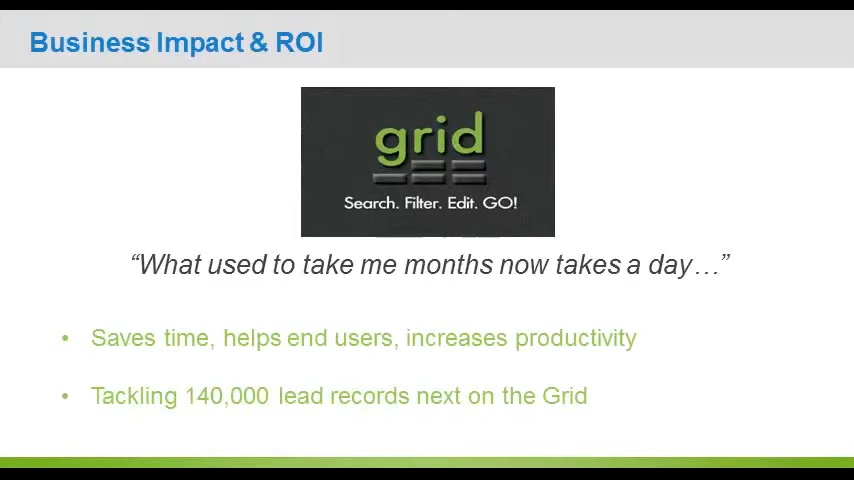 Business Impact & ROI
grid
Search. Filter. Edit. GO!
“What used to take me months now takes a day…”
• Saves time, helps end users, increases productivity
• Tackling 140,000 lead records next on the Grid